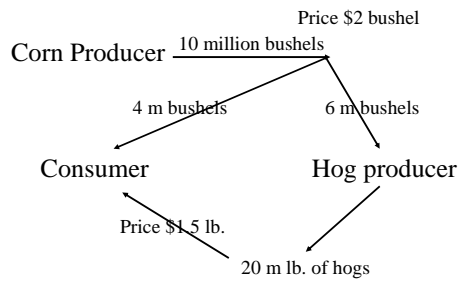 Price $2 bushel
Corn Producer
10 million bushels
4 m bushels
6 m bushels
Consumer
Hog producer
Price $1.5 lb.
20 m lb. of hogs